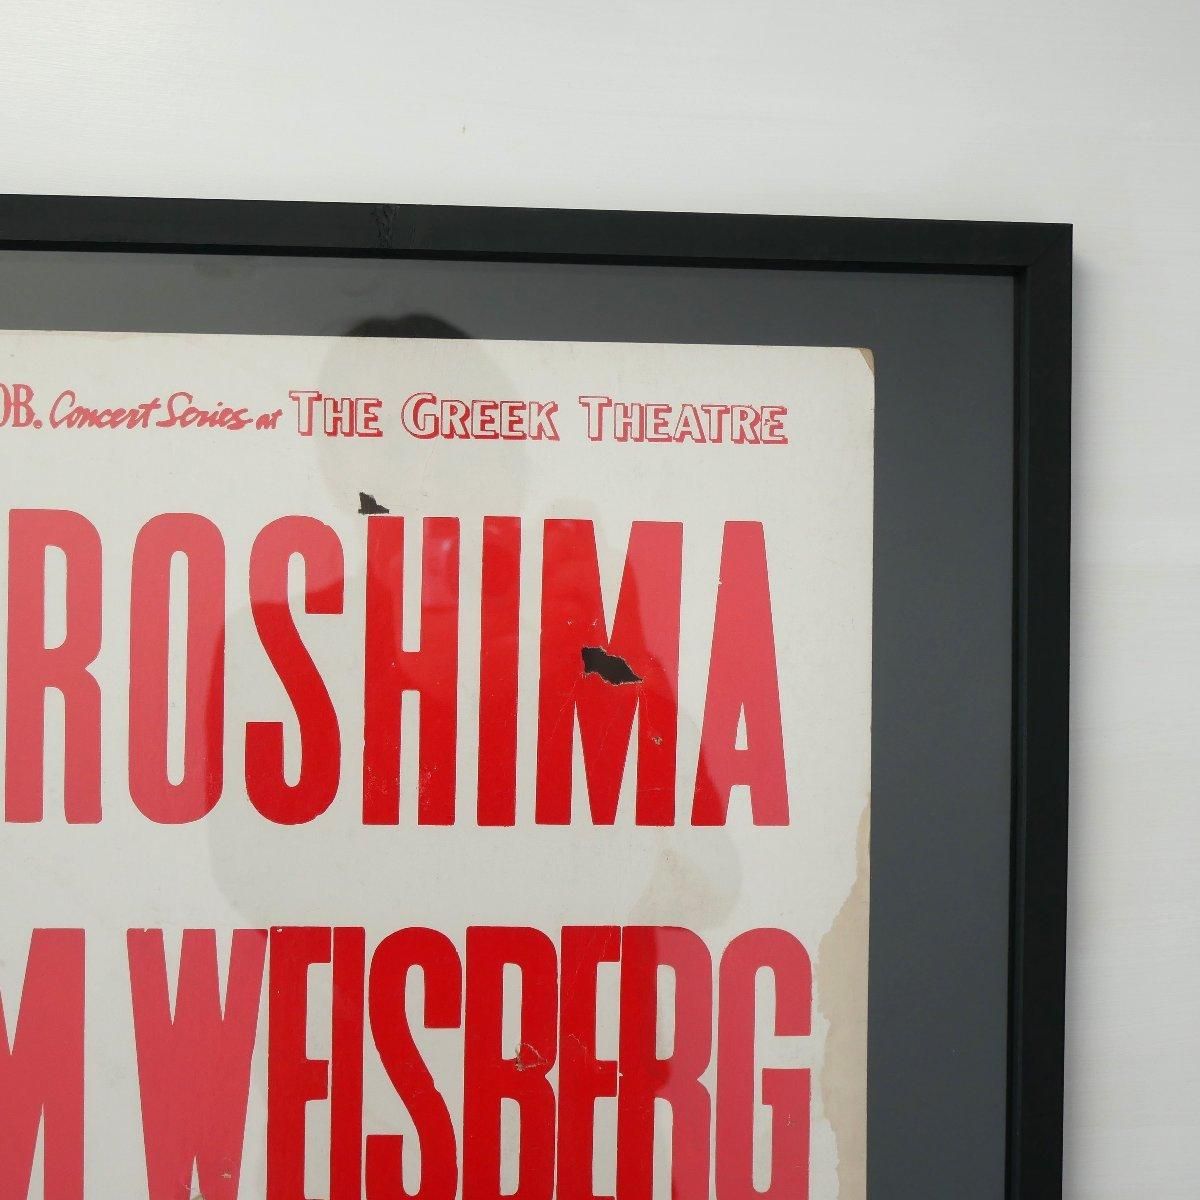 OB. Concert Series at THE GREEK THEATRE
ROSHIMA
M WEISBERG